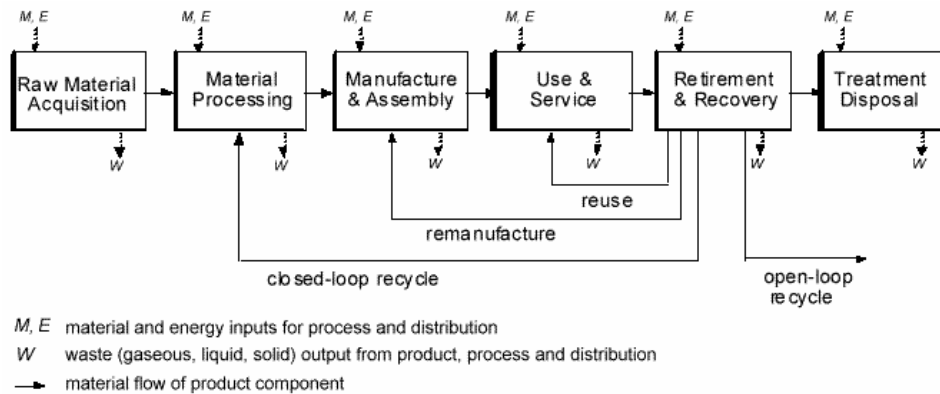 M, E
M, E
M, E
M, E
M, E
Raw Material
Acquisition
Material
Processing
Manufacture
& Assembly
Use &
Service
Retirement
& Recovery
Treatment
Disposal
W
W
W
W
W
W
reuse
remanufacture
closed-loop recycle
open-loop
recycle
M, E material and energy inputs for process and distribution
W waste (gaseous, liquid, solid) output from product, process and distribution
material flow of product component